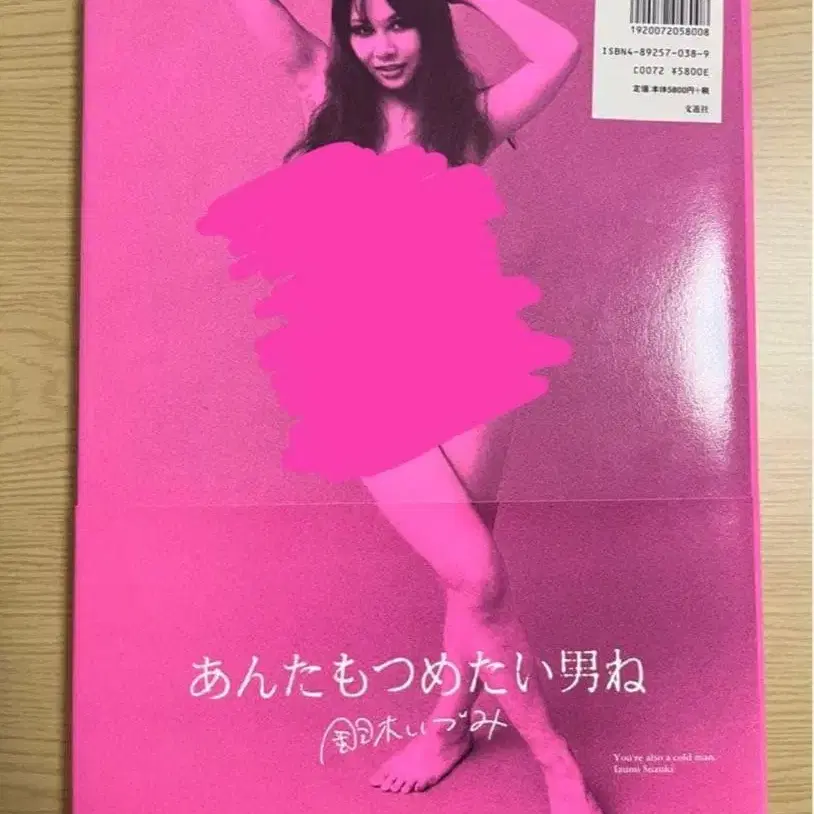 1920072058008
ISBN4-89257-038-9
C0072 ¥5800E
定価 本体5800円+税
文遊社
あんたもつめたい男ね
鈴木いづみ
You're also a cold man.
Izumi Suzuki